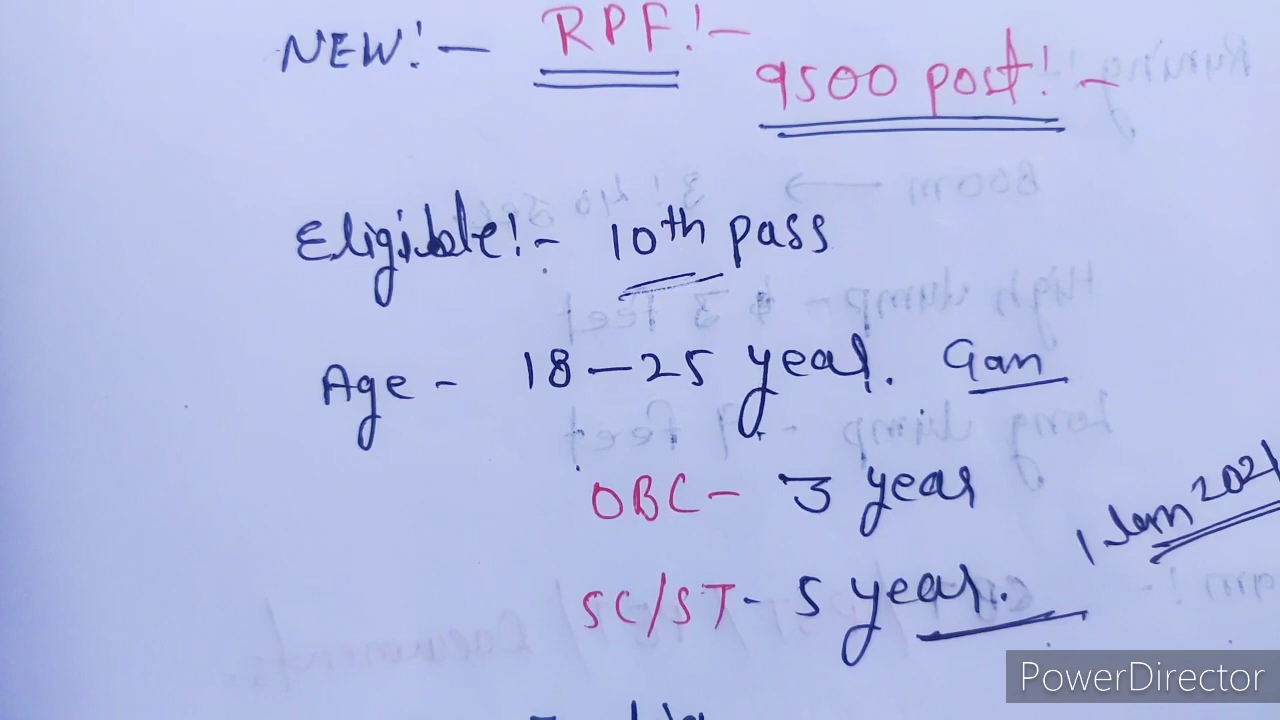 NEW!- RPF!-
9500 post!-
Eligible!- 10th pass
Age - 18-25 year. Gan
OBC- 3 year
1 Jan 2021
SC/ST- 5 year.
PowerDirector